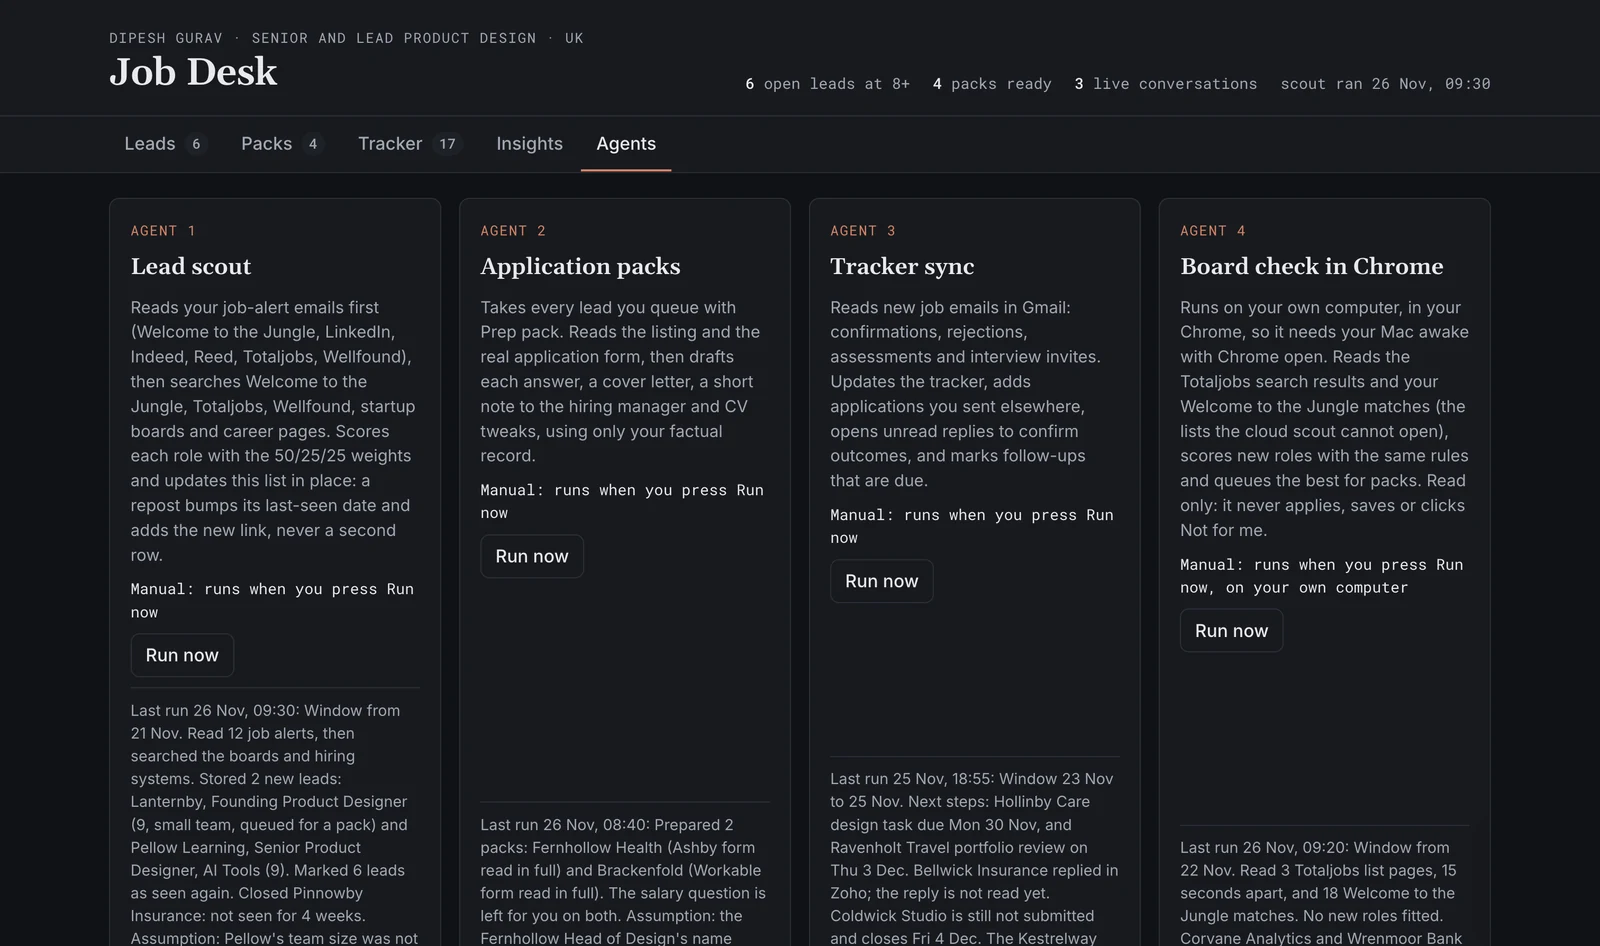 DIPESH GURAV · SENIOR AND LEAD PRODUCT DESIGN · UK
Job Desk
6 open leads at 8+ 4 packs ready 3 live conversations scout ran 26 Nov, 09:30
Leads 6 Packs 4 Tracker 17 Insights Agents
AGENT 1
Lead scout
Reads your job-alert emails first
(Welcome to the Jungle, LinkedIn,
Indeed, Reed, Totaljobs, Wellfound),
then searches Welcome to the
Jungle, Totaljobs, Wellfound, startup
boards and career pages. Scores
each role with the 50/25/25 weights
and updates this list in place: a
repost bumps its last-seen date and
adds the new link, never a second
row.
Manual: runs when you press Run
now
Run now
Last run 26 Nov, 09:30: Window from
21 Nov. Read 12 job alerts, then
searched the boards and hiring
systems. Stored 2 new leads:
Lanternby, Founding Product Designer
(9, small team, queued for a pack) and
Pellow Learning, Senior Product
Designer, AI Tools (9). Marked 6 leads
as seen again. Closed Pinnowby
Insurance: not seen for 4 weeks.
Assumption: Pellow's team size was not
AGENT 2
Application packs
Takes every lead you queue with
Prep pack. Reads the listing and the
real application form, then drafts
each answer, a cover letter, a short
note to the hiring manager and CV
tweaks, using only your factual
record.
Manual: runs when you press Run
now
Run now
Last run 26 Nov, 08:40: Prepared 2
packs: Fernhollow Health (Ashby form
read in full) and Brackenfold (Workable
form read in full). The salary question is
left for you on both. Assumption: the
Fernhollow Head of Design's name
AGENT 3
Tracker sync
Reads new job emails in Gmail:
confirmations, rejections,
assessments and interview invites.
Updates the tracker, adds
applications you sent elsewhere,
opens unread replies to confirm
outcomes, and marks follow-ups
that are due.
Manual: runs when you press Run
now
Run now
Last run 25 Nov, 18:55: Window 23 Nov
to 25 Nov. Next steps: Hollinby Care
design task due Mon 30 Nov, and
Ravenholt Travel portfolio review on
Thu 3 Dec. Bellwick Insurance replied in
Zoho; the reply is not read yet.
Coldwick Studio is still not submitted
and closes Fri 4 Dec. The Kestrelway
AGENT 4
Board check in Chrome
Runs on your own computer, in your
Chrome, so it needs your Mac awake
with Chrome open. Reads the
Totaljobs search results and your
Welcome to the Jungle matches (the
lists the cloud scout cannot open),
scores new roles with the same rules
and queues the best for packs. Read
only: it never applies, saves or clicks
Not for me.
Manual: runs when you press Run
now, on your own computer
Run now
Last run 26 Nov, 09:20: Window from
22 Nov. Read 3 Totaljobs list pages, 15
seconds apart, and 18 Welcome to the
Jungle matches. No new roles fitted.
Corvane Analytics and Wrenmoor Bank